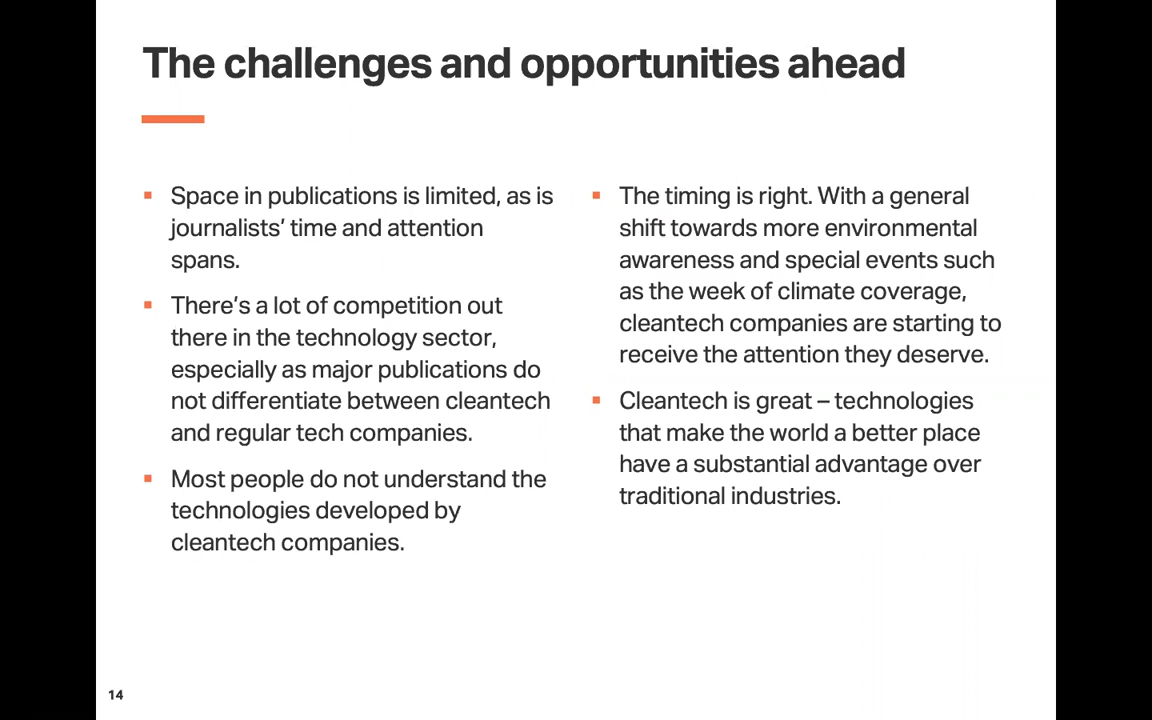 The challenges and opportunities ahead
Space in publications is limited, as is
journalists’ time and attention
spans.
There’s a lot of competition out
there in the technology sector,
especially as major publications do
not differentiate between cleantech
and regular tech companies.
Most people do not understand the
technologies developed by
cleantech companies.
The timing is right. With a general
shift towards more environmental
awareness and special events such
as the week of climate coverage,
cleantech companies are starting to
receive the attention they deserve.
Cleantech is great – technologies
that make the world a better place
have a substantial advantage over
traditional industries.
14